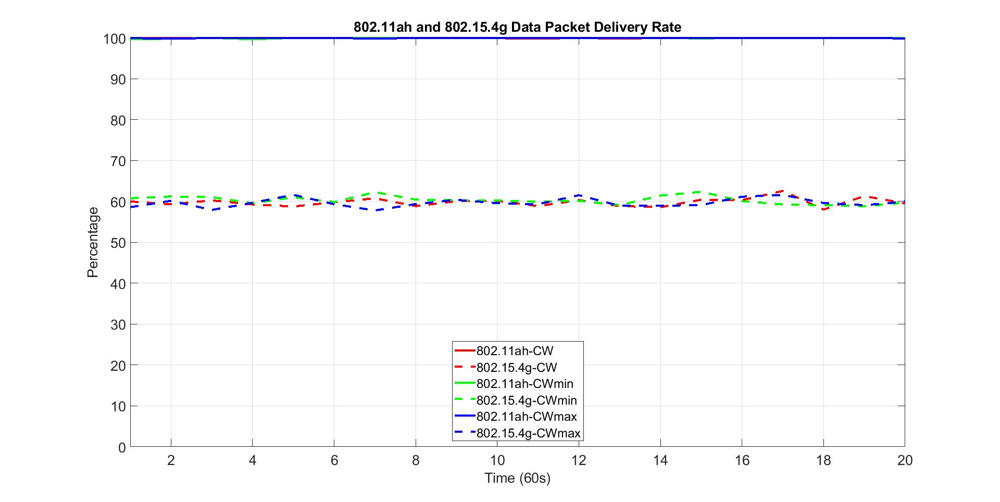 802.11ah and 802.15.4g Data Packet Delivery Rate
100
90
80
70
60
50
40
30
20
10
0
Percentage
802.11ah-CW
802.15.4g-CW
802.11ah-CWmin
802.15.4g-CWmin
802.11ah-CWmax
802.15.4g-CWmax
2 4 6 8 10 12 14 16 18 20
Time (60s)